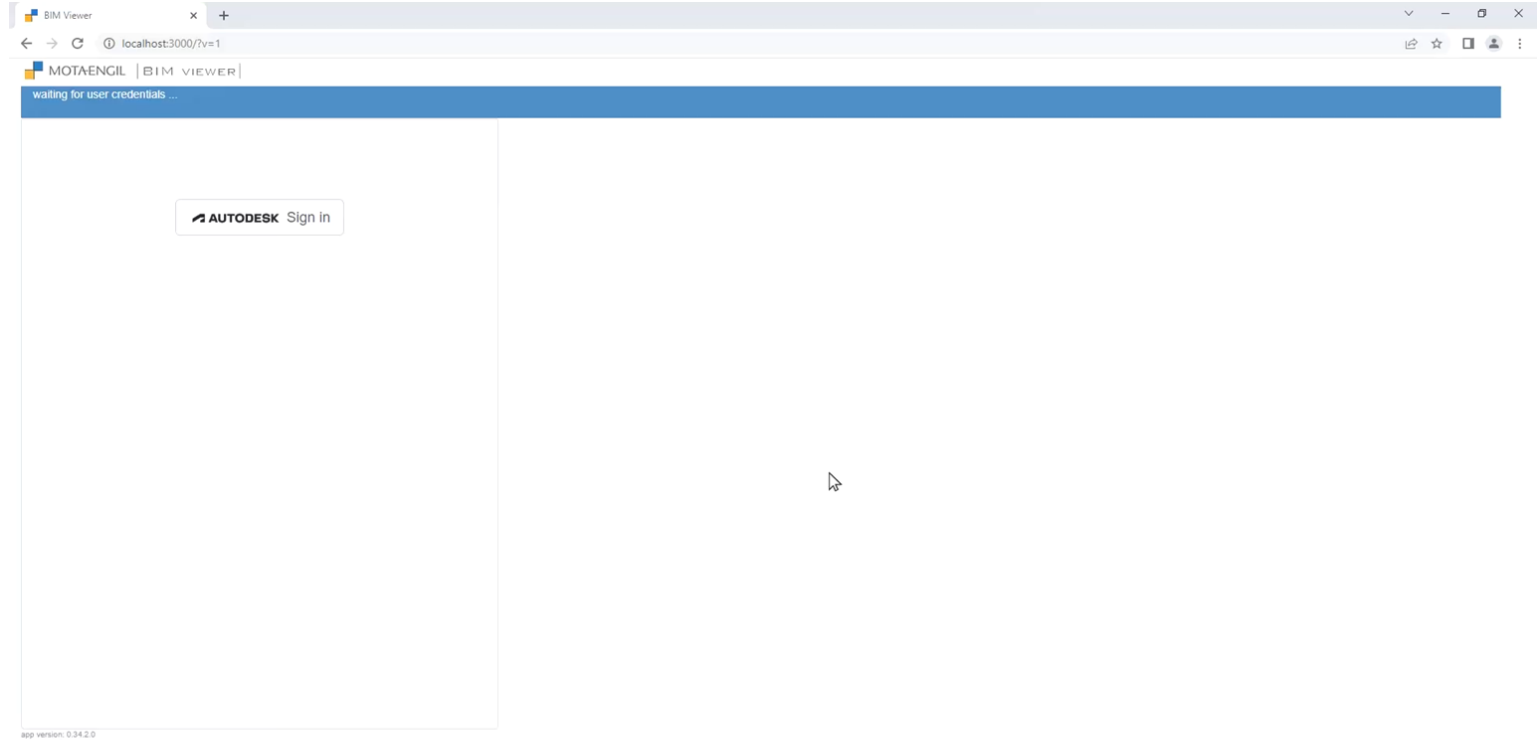 BIM Viewer
localhost:3000/?v=1
MOTA-ENGIL | BIM VIEWER|
waiting for user credentials ...
AUTODESK Sign in
app version: 0.34.2.0